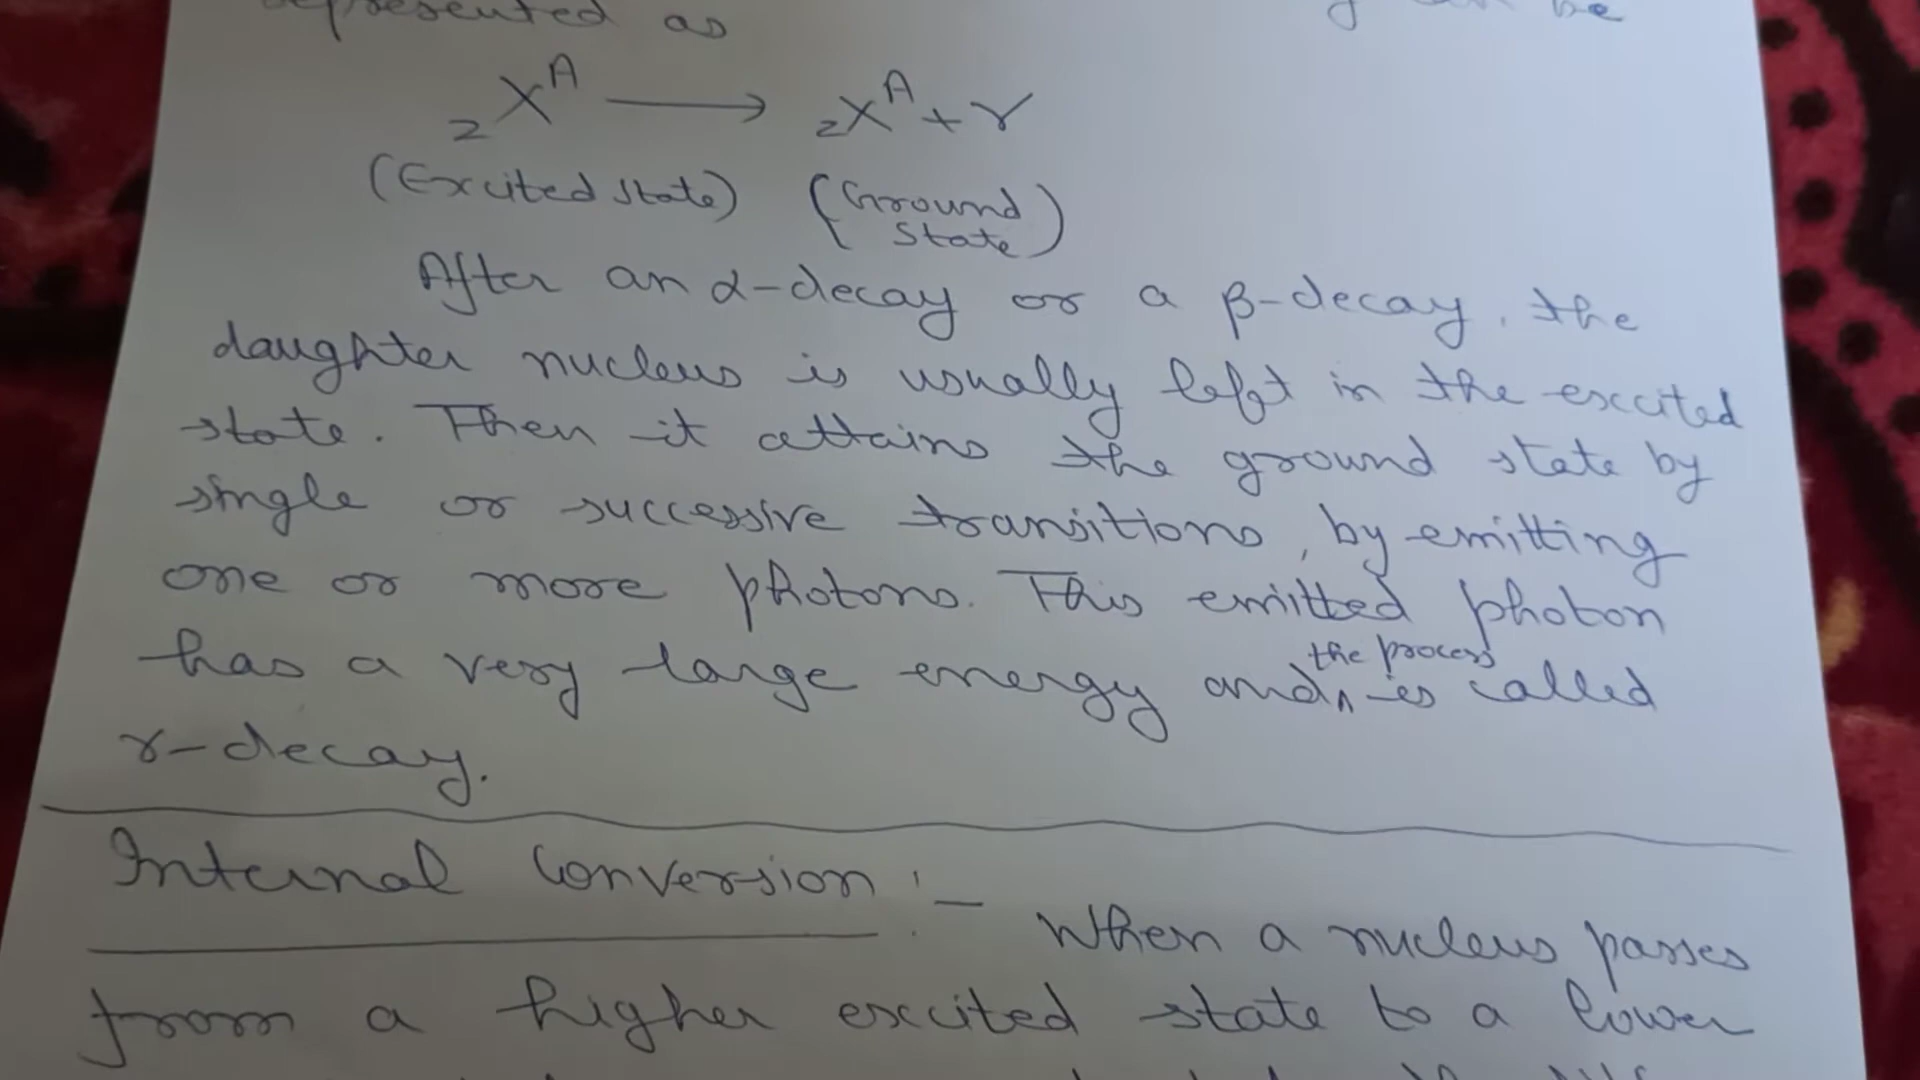 represented as be
zX^A → zX^A + γ
(Excited State) (Ground State)
After an α-decay or a β-decay, the
daughter nucleus is usually left in the excited
state. Then it attains the ground state by
single or successive transitions, by emitting
one or more photons. This emitted photon
has a very large energy and the process is called
γ-decay.
Internal Conversion :- When a nucleus passes
from a higher excited state to a lower